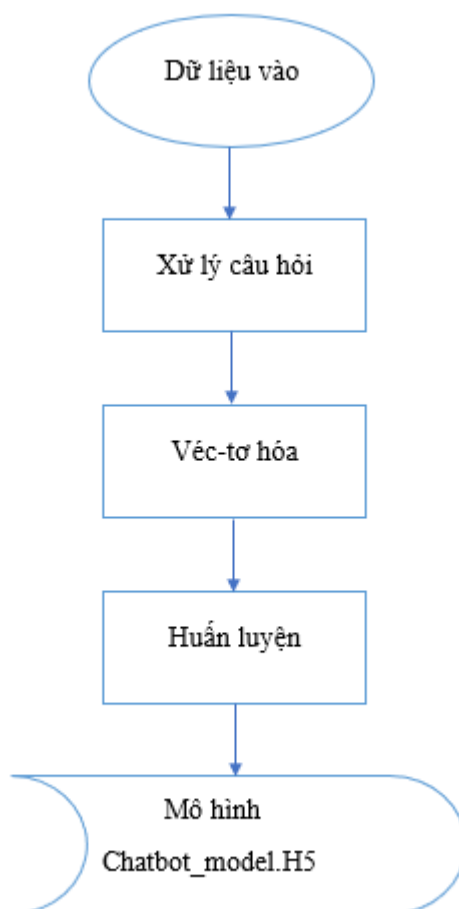 Dữ liệu vào
Xử lý câu hỏi
Véc-tơ hóa
Huấn luyện
Mô hình
Chatbot_model.H5